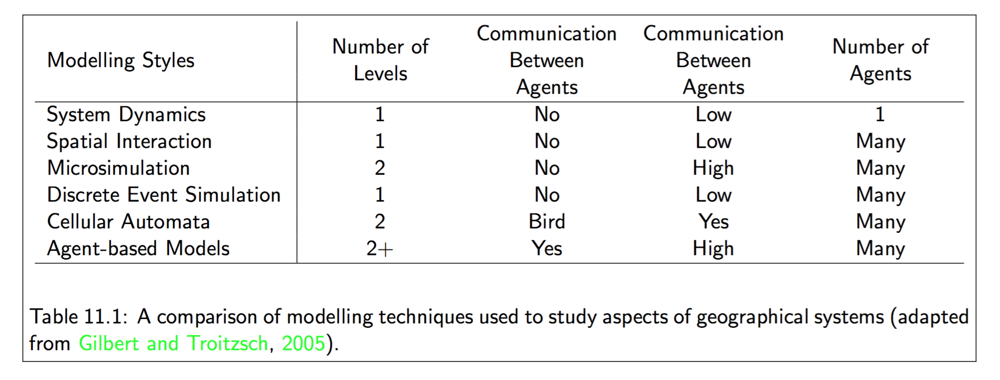 Modelling Styles Number of Levels Communication Between Agents Communication Between Agents Number of Agents
System Dynamics 1 No Low 1
Spatial Interaction 1 No Low Many
Microsimulation 2 No High Many
Discrete Event Simulation 1 No Low Many
Cellular Automata 2 Bird Yes Many
Agent-based Models 2+ Yes High Many
Table 11.1: A comparison of modelling techniques used to study aspects of geographical systems (adapted
from Gilbert and Troitzsch, 2005).